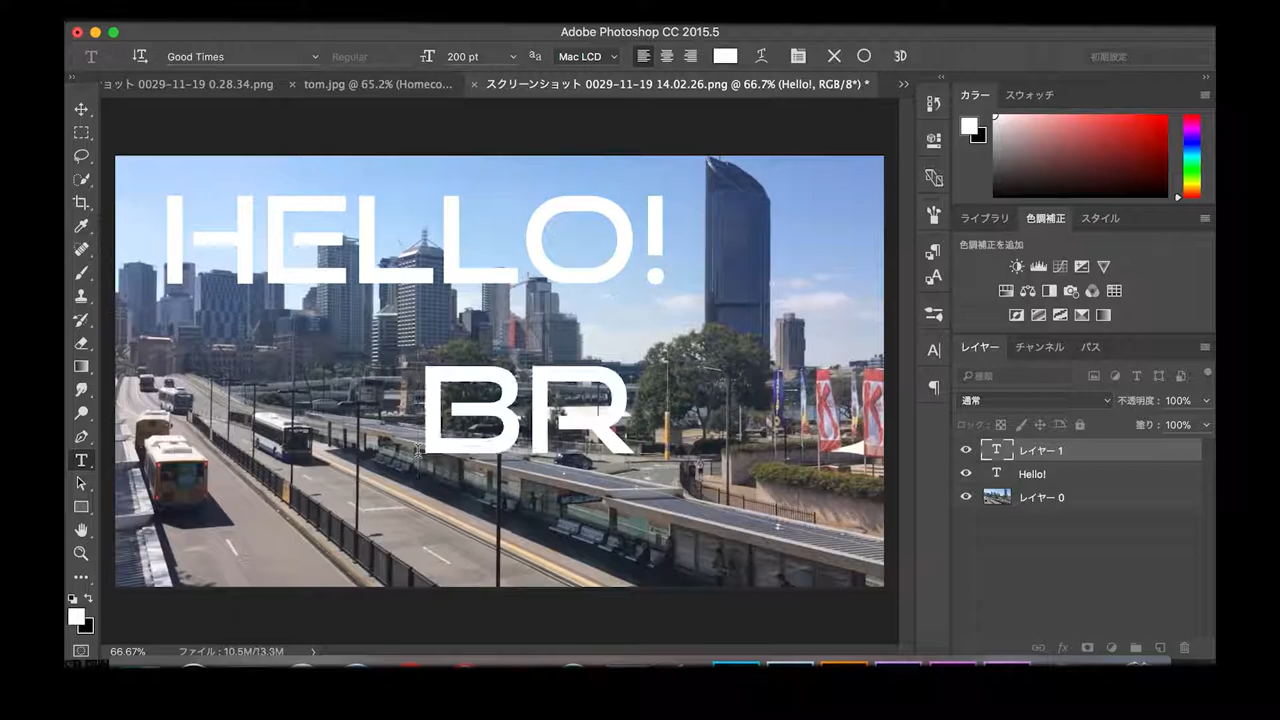 Adobe Photoshop CC 2015.5
Good Times
Regular
200 pt
Mac LCD
3D
初期設定
ョット 0029-11-19 0.28.34.png
tom.jpg @ 65.2% (Homeco...
スクリーンショット 0029-11-19 14.02.26.png @ 66.7% (Hello!, RGB/8*) *
カラー
スウォッチ
HELLO!
BR
ライブラリ
色調補正
スタイル
色調補正を追加
レイヤー
チャンネル
パス
種類
通常
不透明度: 100%
ロック:
塗り: 100%
レイヤー 1
Hello!
レイヤー 0
66.67%
ファイル : 10.5M/13.3M